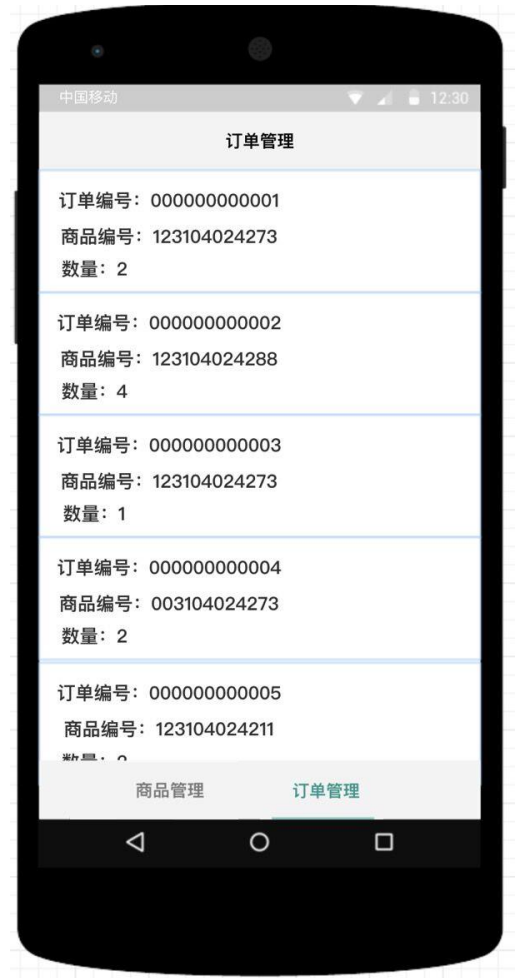 中国移动 12:30
订单管理
订单编号：000000000001
商品编号：123104024273
数量：2
订单编号：000000000002
商品编号：123104024288
数量：4
订单编号：000000000003
商品编号：123104024273
数量：1
订单编号：000000000004
商品编号：003104024273
数量：2
订单编号：000000000005
商品编号：123104024211
数量：
商品管理 订单管理